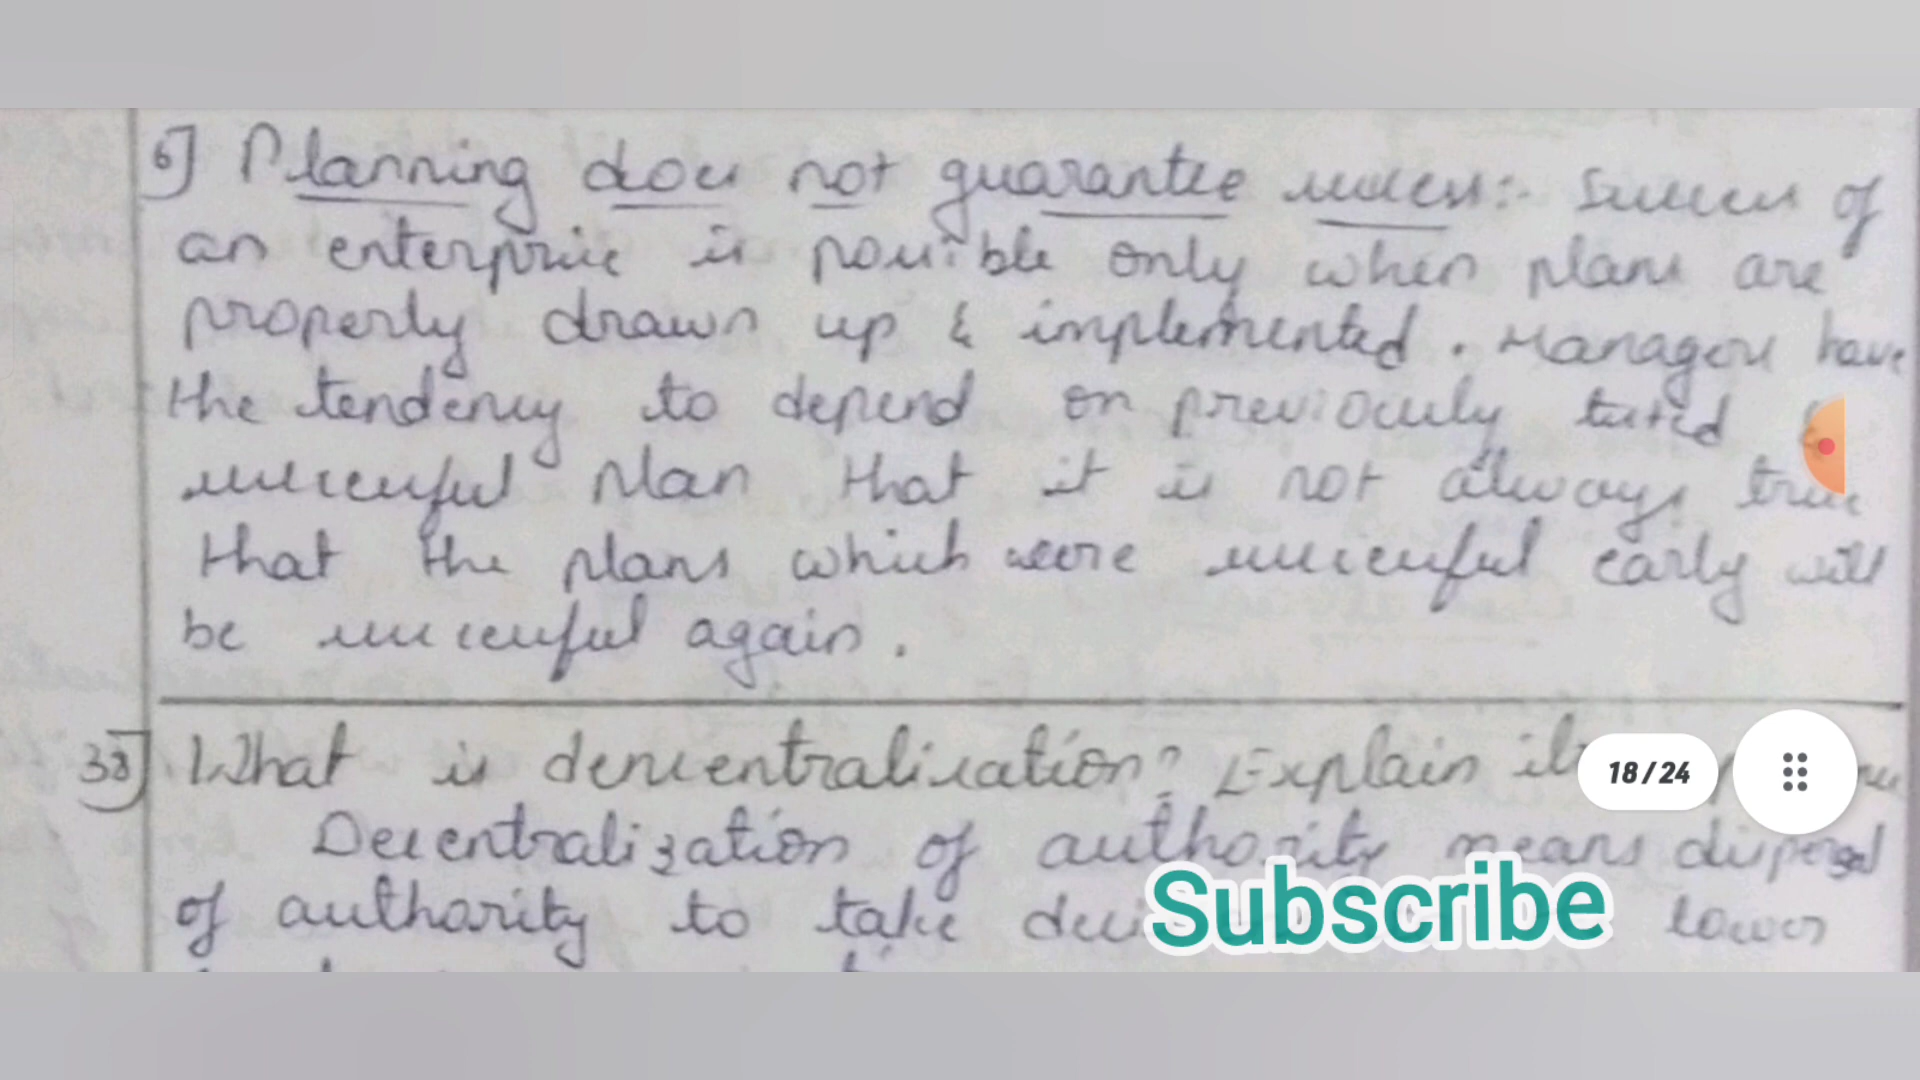 6] Planning does not guarantee success:- Success of
an enterprise is possible only when plans are
properly drawn up & implemented. Managers have
the tendency to depend on previously tested
successful plan that it is not always true
that the plans which were successful early will
be successful again.
33] What is dencentralisation? Explain its
18/24
Decentralization of authority means dispersal
of authority to take lower
Subscribe